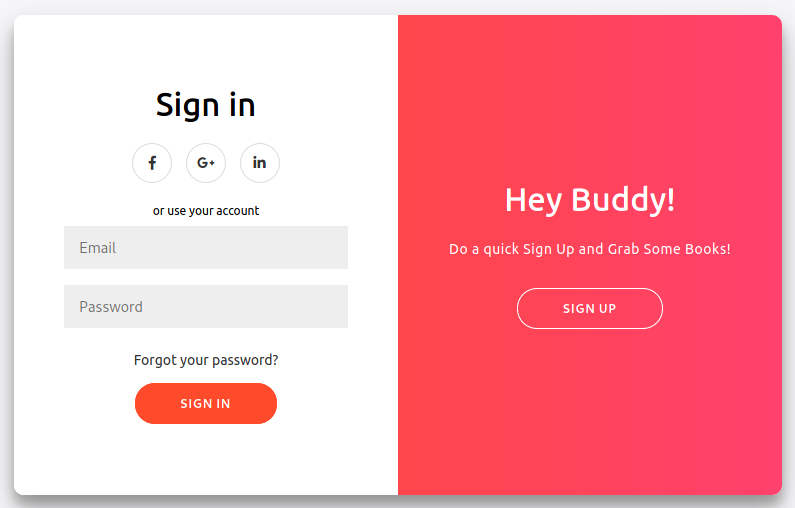 Sign in
f G+ in
or use your account
Email
Password
Forgot your password?
SIGN IN
Hey Buddy!
Do a quick Sign Up and Grab Some Books!
SIGN UP